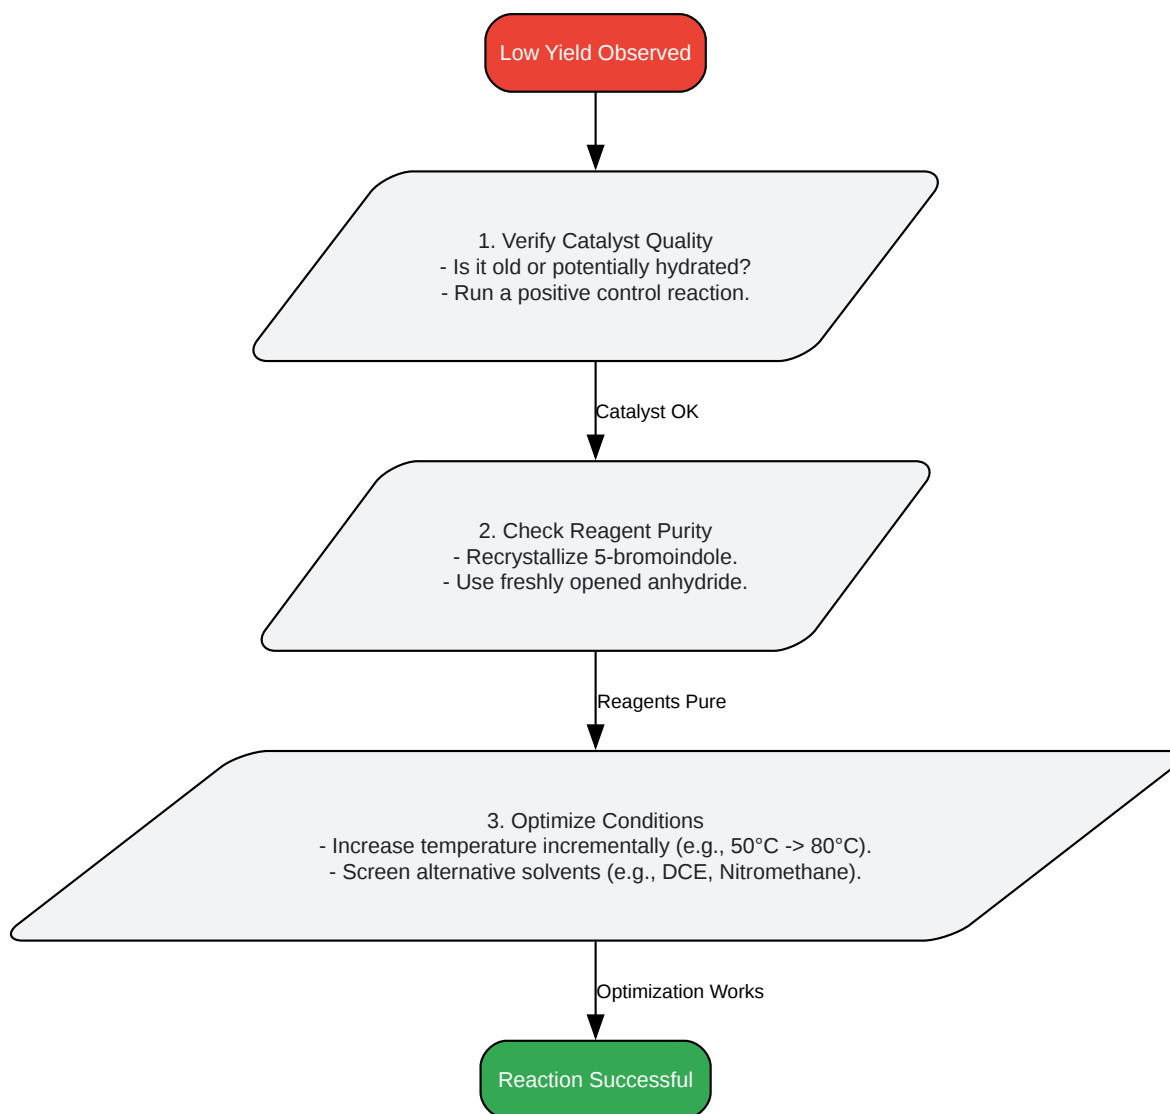 Low Yield Observed
1. Verify Catalyst Quality
- Is it old or potentially hydrated?
- Run a positive control reaction.
Catalyst OK
2. Check Reagent Purity
- Recrystallize 5-bromoindole.
- Use freshly opened anhydride.
Reagents Pure
3. Optimize Conditions
- Increase temperature incrementally (e.g., 50°C -> 80°C).
- Screen alternative solvents (e.g., DCE, Nitromethane).
Optimization Works
Reaction Successful